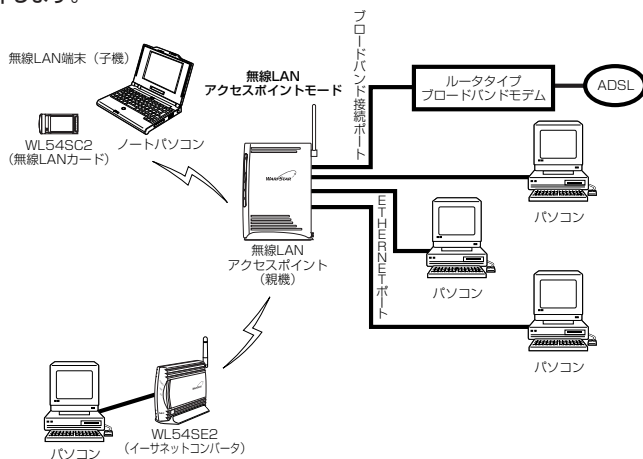 します。
無線LAN端末（子機）
WL54SC2
（無線LANカード）
ノートパソコン
無線LAN
アクセスポイントモード
ブロードバンド接続ポート
ルータタイプ
ブロードバンドモデム
ADSL
WARPSTAR
無線LAN
アクセスポイント
（親機）
ETHERNETポート
パソコン
パソコン
パソコン
パソコン
WL54SE2
（イーサネットコンバータ）